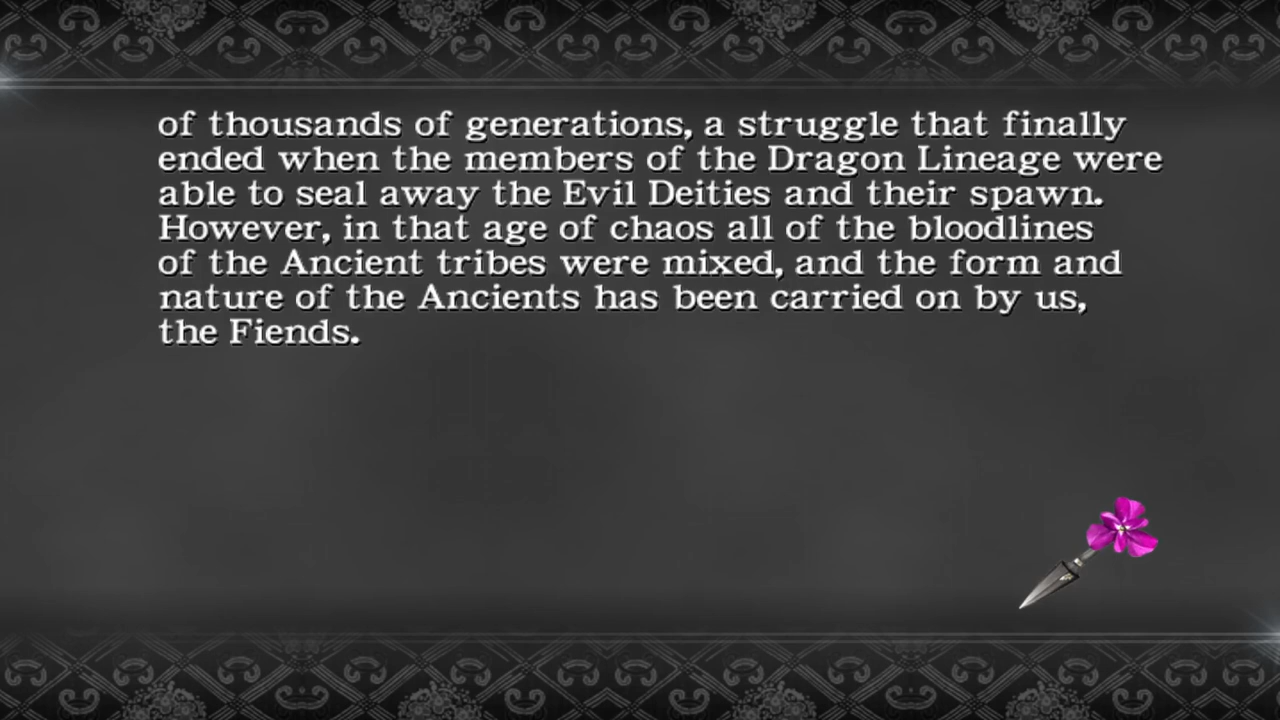 of thousands of generations, a struggle that finally
ended when the members of the Dragon Lineage were
able to seal away the Evil Deities and their spawn.
However, in that age of chaos all of the bloodlines
of the Ancient tribes were mixed, and the form and
nature of the Ancients has been carried on by us,
the Fiends.